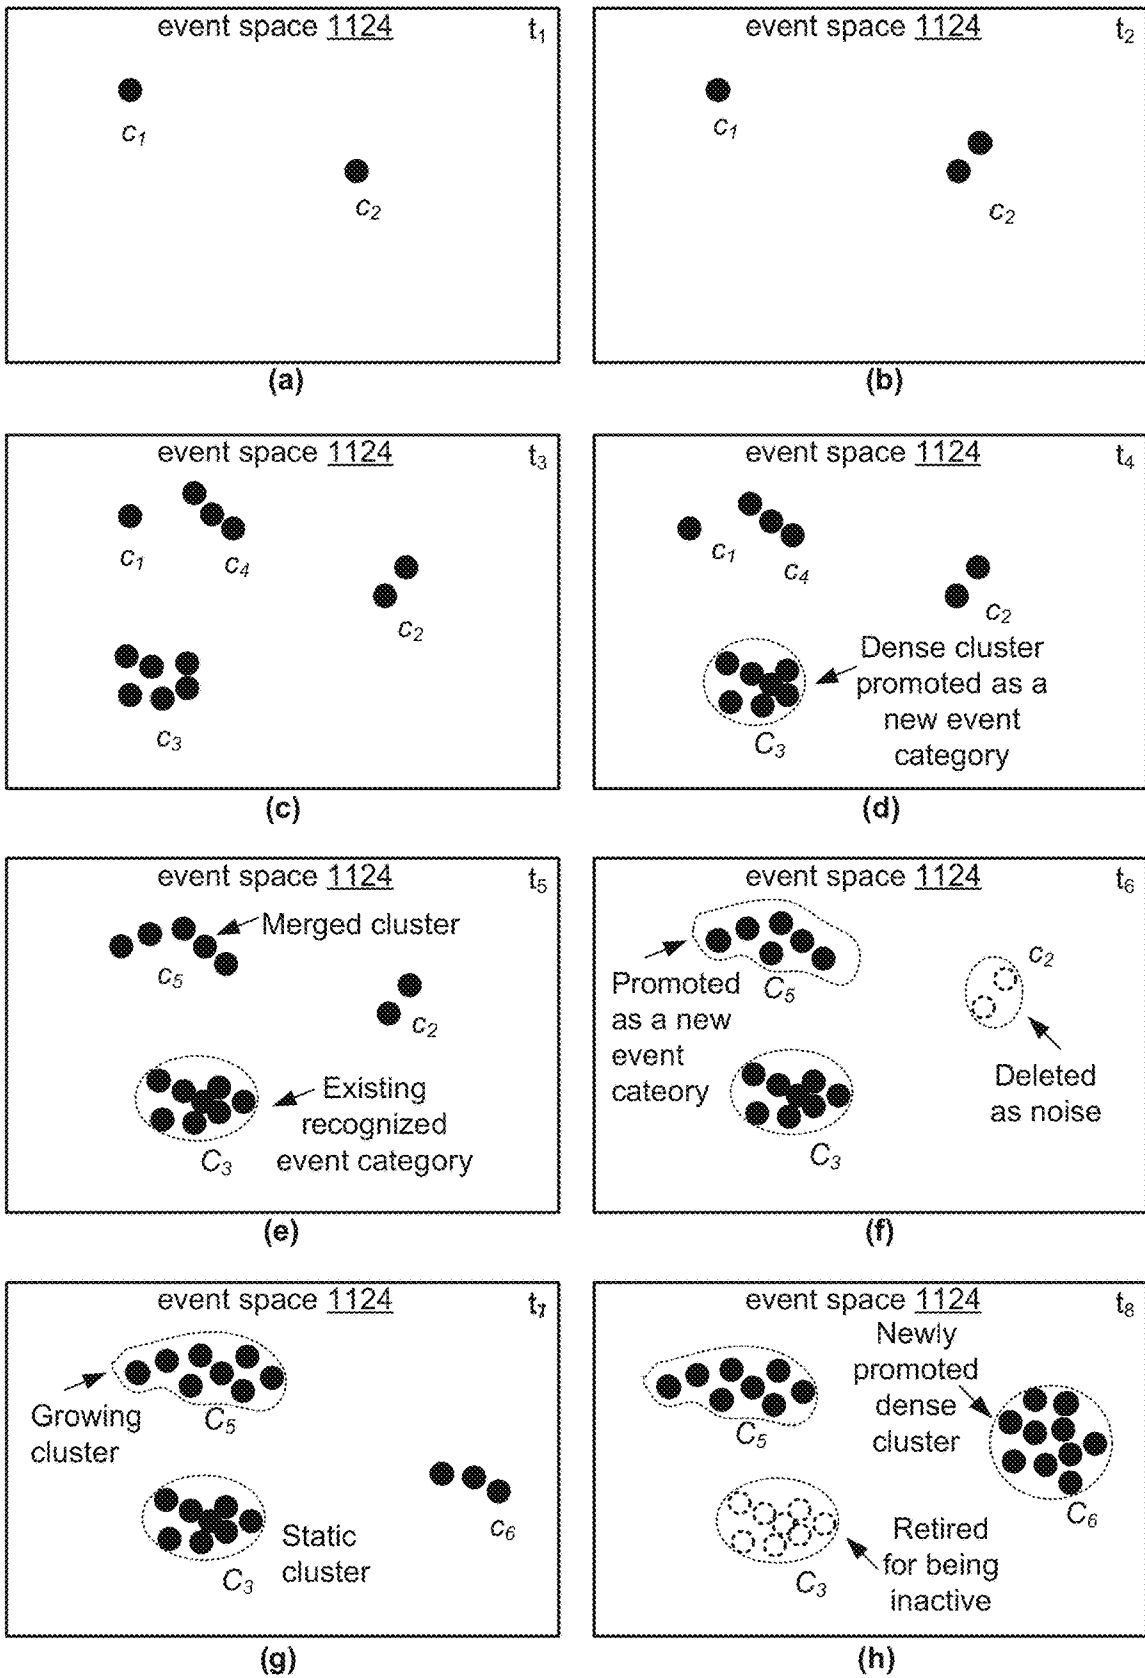 event space 1124 t1
c1
c2
(a)
event space 1124 t2
c1
c2
(b)
event space 1124 t3
c1
c4
c2
c3
(c)
event space 1124 t4
c1
c4
c2
Dense cluster
promoted as a
new event
category
C3
(d)
event space 1124 t5
Merged cluster
c5
c2
Existing
recognized
event category
C3
(e)
event space 1124 t6
c2
Promoted
as a new
event
cateory
C5
Deleted
as noise
C3
(f)
event space 1124 t7
Growing
cluster
C5
c6
Static
cluster
C3
(g)
event space 1124 t8
Newly
promoted
dense
cluster
C5
C6
Retired
for being
inactive
C3
(h)